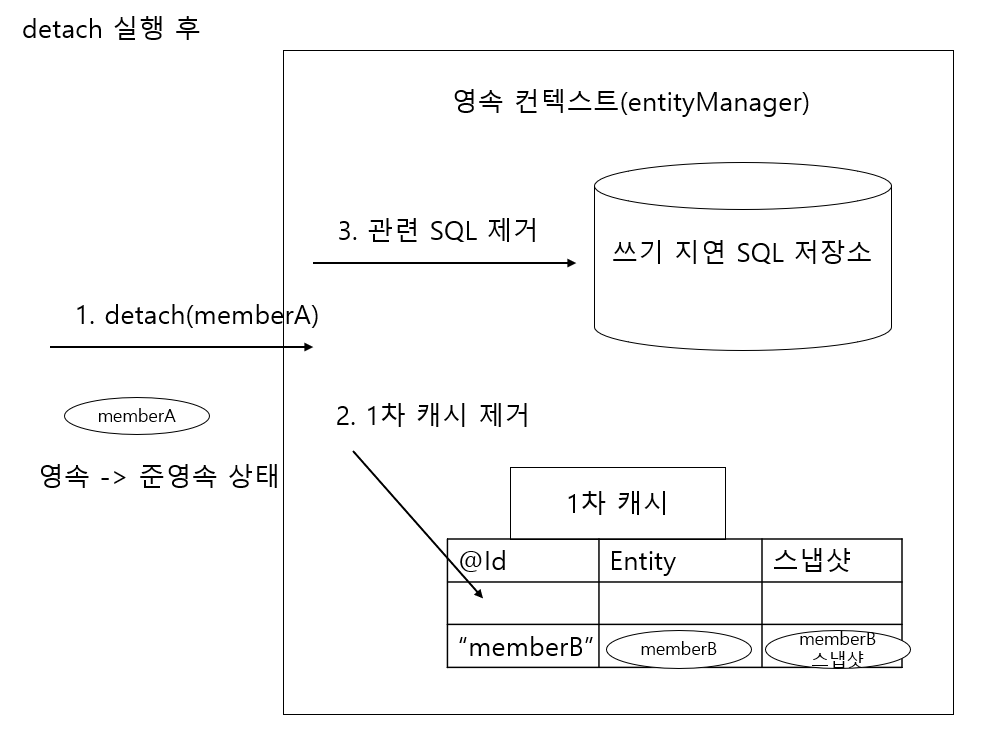 detach 실행 후
영속 컨텍스트(entityManager)
3. 관련 SQL 제거
쓰기 지연 SQL 저장소
1. detach(memberA)
memberA
영속 -> 준영속 상태
2. 1차 캐시 제거
1차 캐시
@Id Entity 스냅샷
“memberB” memberB memberB
스냅샷